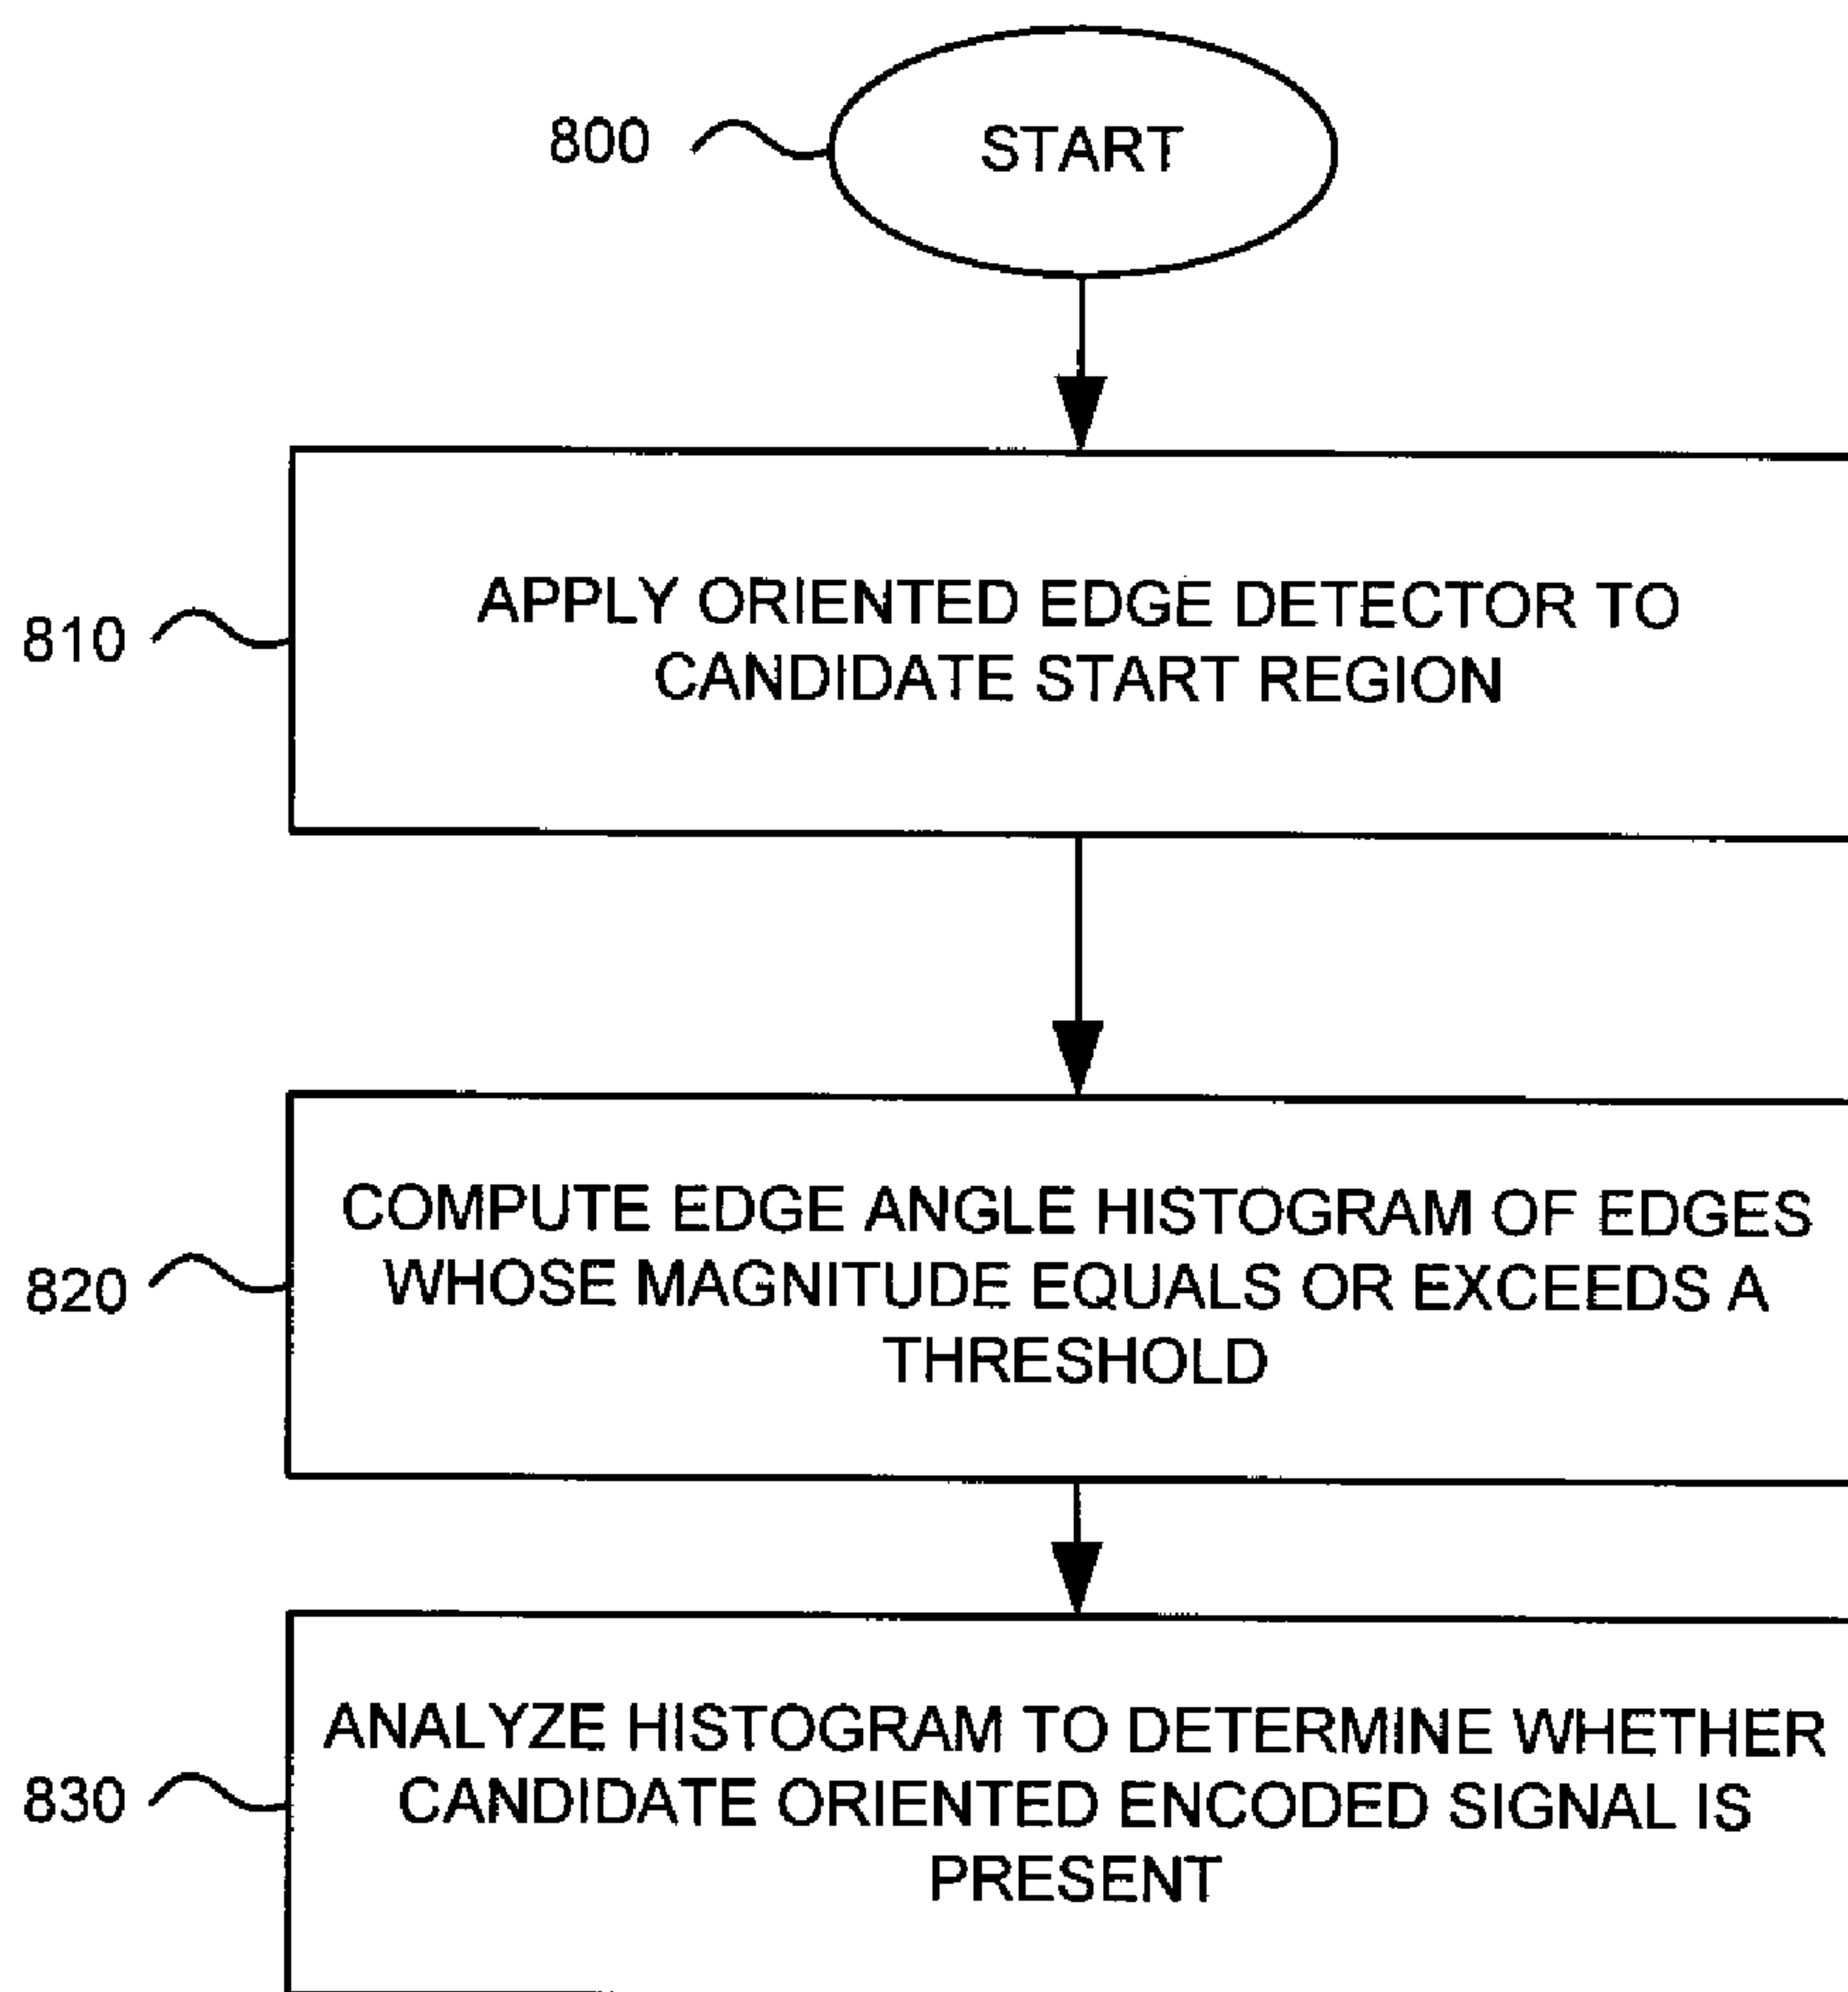 800
START
810
APPLY ORIENTED EDGE DETECTOR TO
CANDIDATE START REGION
820
COMPUTE EDGE ANGLE HISTOGRAM OF EDGES
WHOSE MAGNITUDE EQUALS OR EXCEEDS A
THRESHOLD
830
ANALYZE HISTOGRAM TO DETERMINE WHETHER
CANDIDATE ORIENTED ENCODED SIGNAL IS
PRESENT